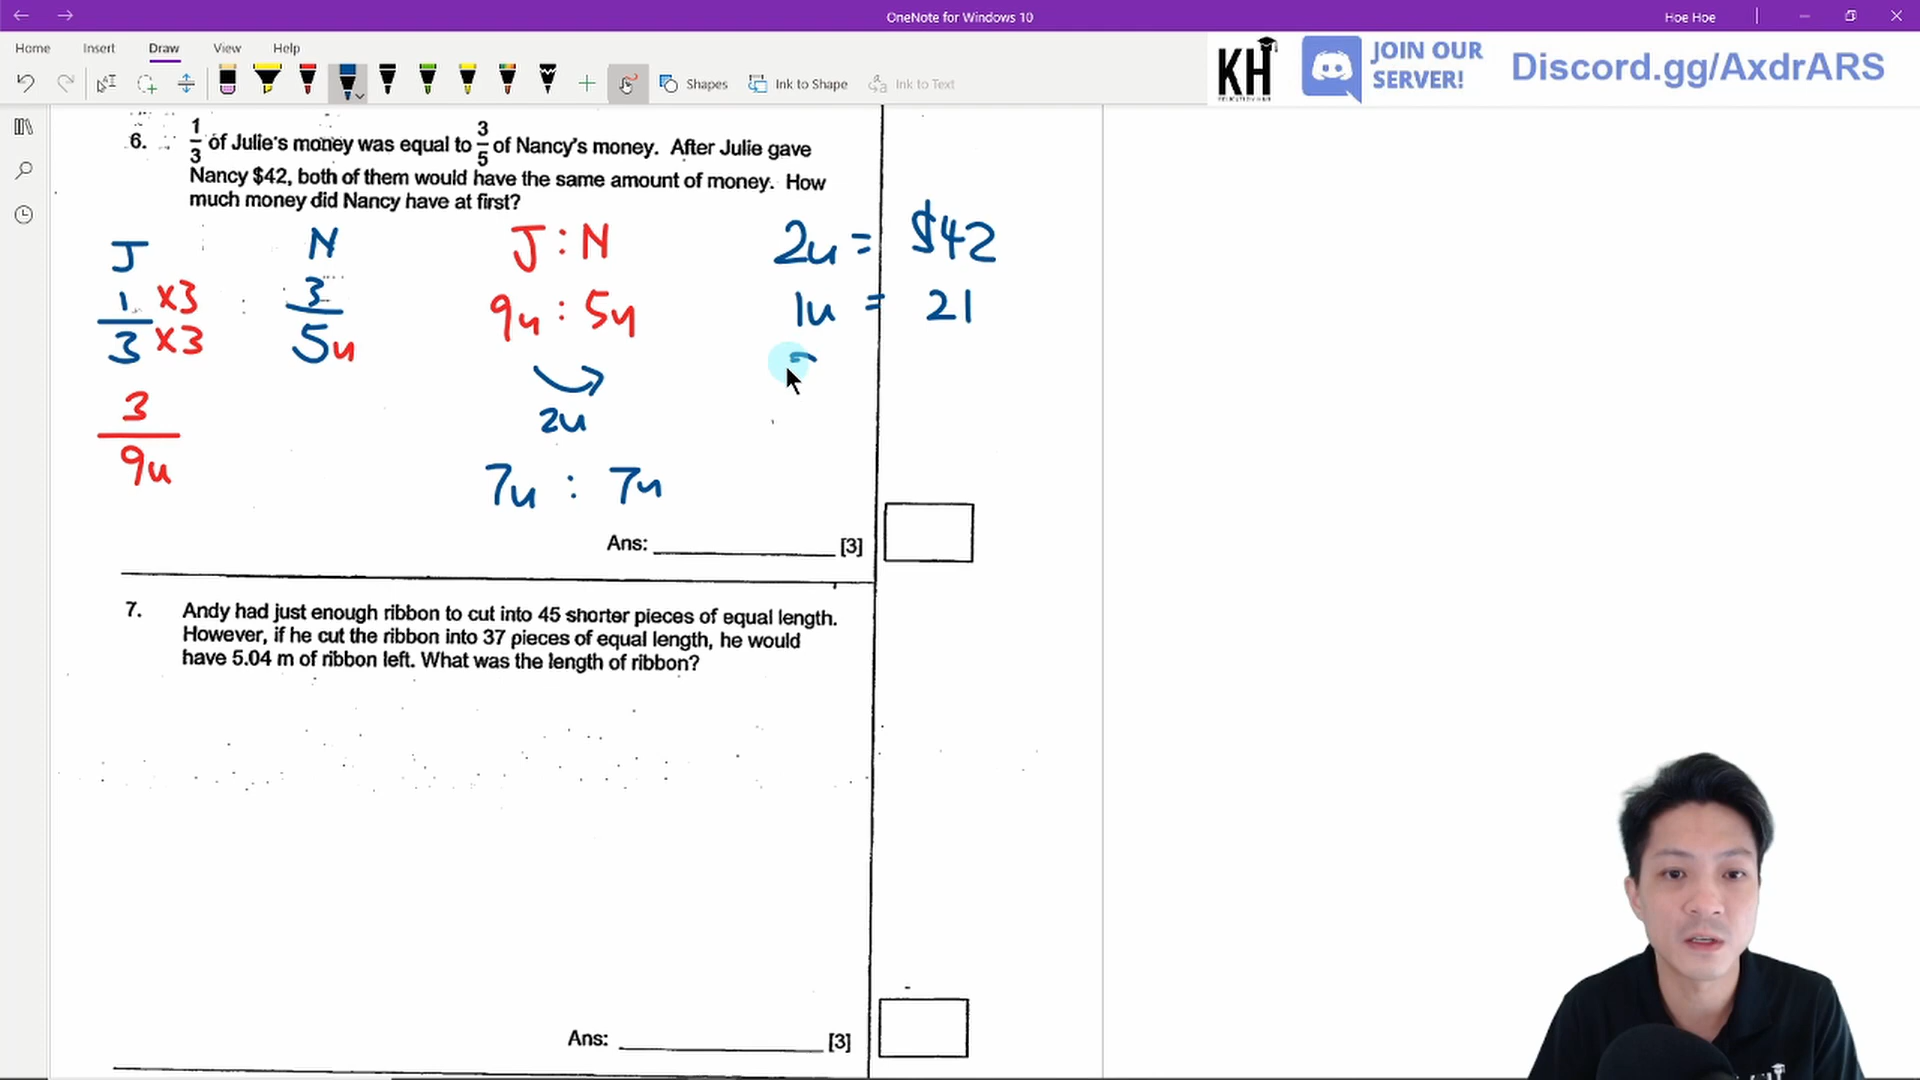 OneNote for Windows 10
Hoe Hoe
Home Insert Draw View Help
Shapes Ink to Shape Ink to Text
KH
JOIN OUR
SERVER!
Discord.gg/AxdrARS
6. 1/3 of Julie's money was equal to 3/5 of Nancy's money. After Julie gave
Nancy $42, both of them would have the same amount of money. How
much money did Nancy have at first?
J N J : N 2u = $42
1/3 ×3 ×3 : 3/5u 9u : 5u 1u = 21
2u
3/9u
7u : 7u
Ans: ____________ [3]
7. Andy had just enough ribbon to cut into 45 shorter pieces of equal length.
However, if he cut the ribbon into 37 pieces of equal length, he would
have 5.04 m of ribbon left. What was the length of ribbon?
Ans: ____________ [3]